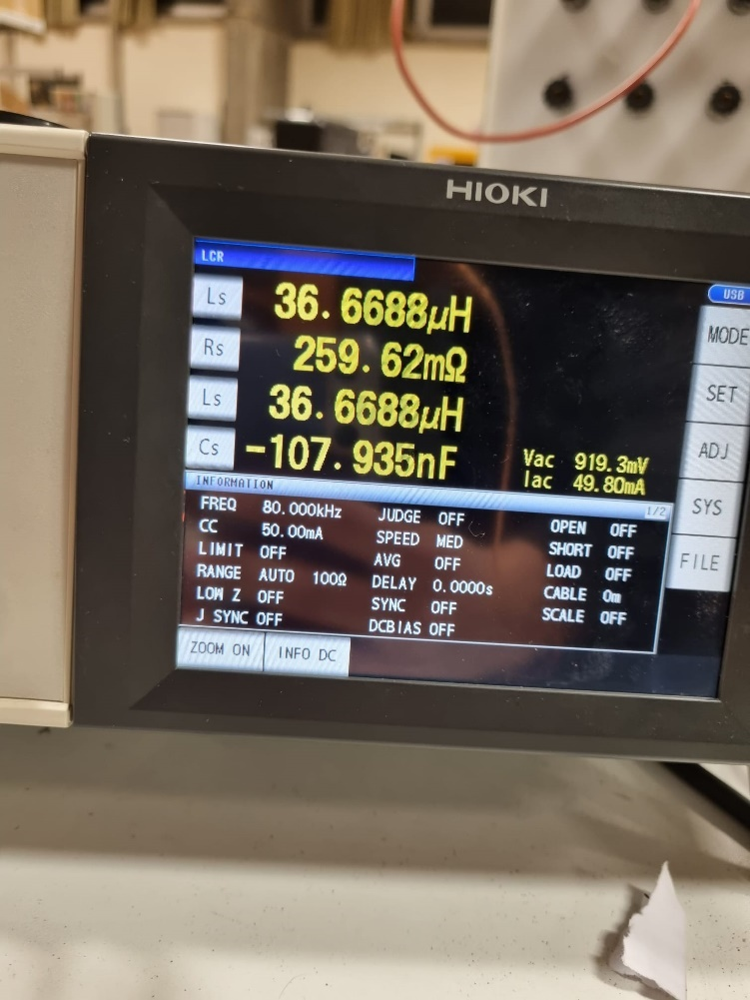 HIOKI
LCR
USB
Ls 36.6688μH
Rs 259.62mΩ
Ls 36.6688μH
Cs -107.935nF
Vac 919.3mV
Iac 49.80mA
MODE
SET
ADJ
SYS
FILE
INFORMATION 1/2
FREQ 80.000kHz JUDGE OFF OPEN OFF
CC 50.00mA SPEED MED SHORT OFF
LIMIT OFF AVG OFF LOAD OFF
RANGE AUTO 100Ω DELAY 0.0000s CABLE 0m
LOW Z OFF SYNC OFF SCALE OFF
J SYNC OFF DCBIAS OFF
ZOOM ON INFO DC